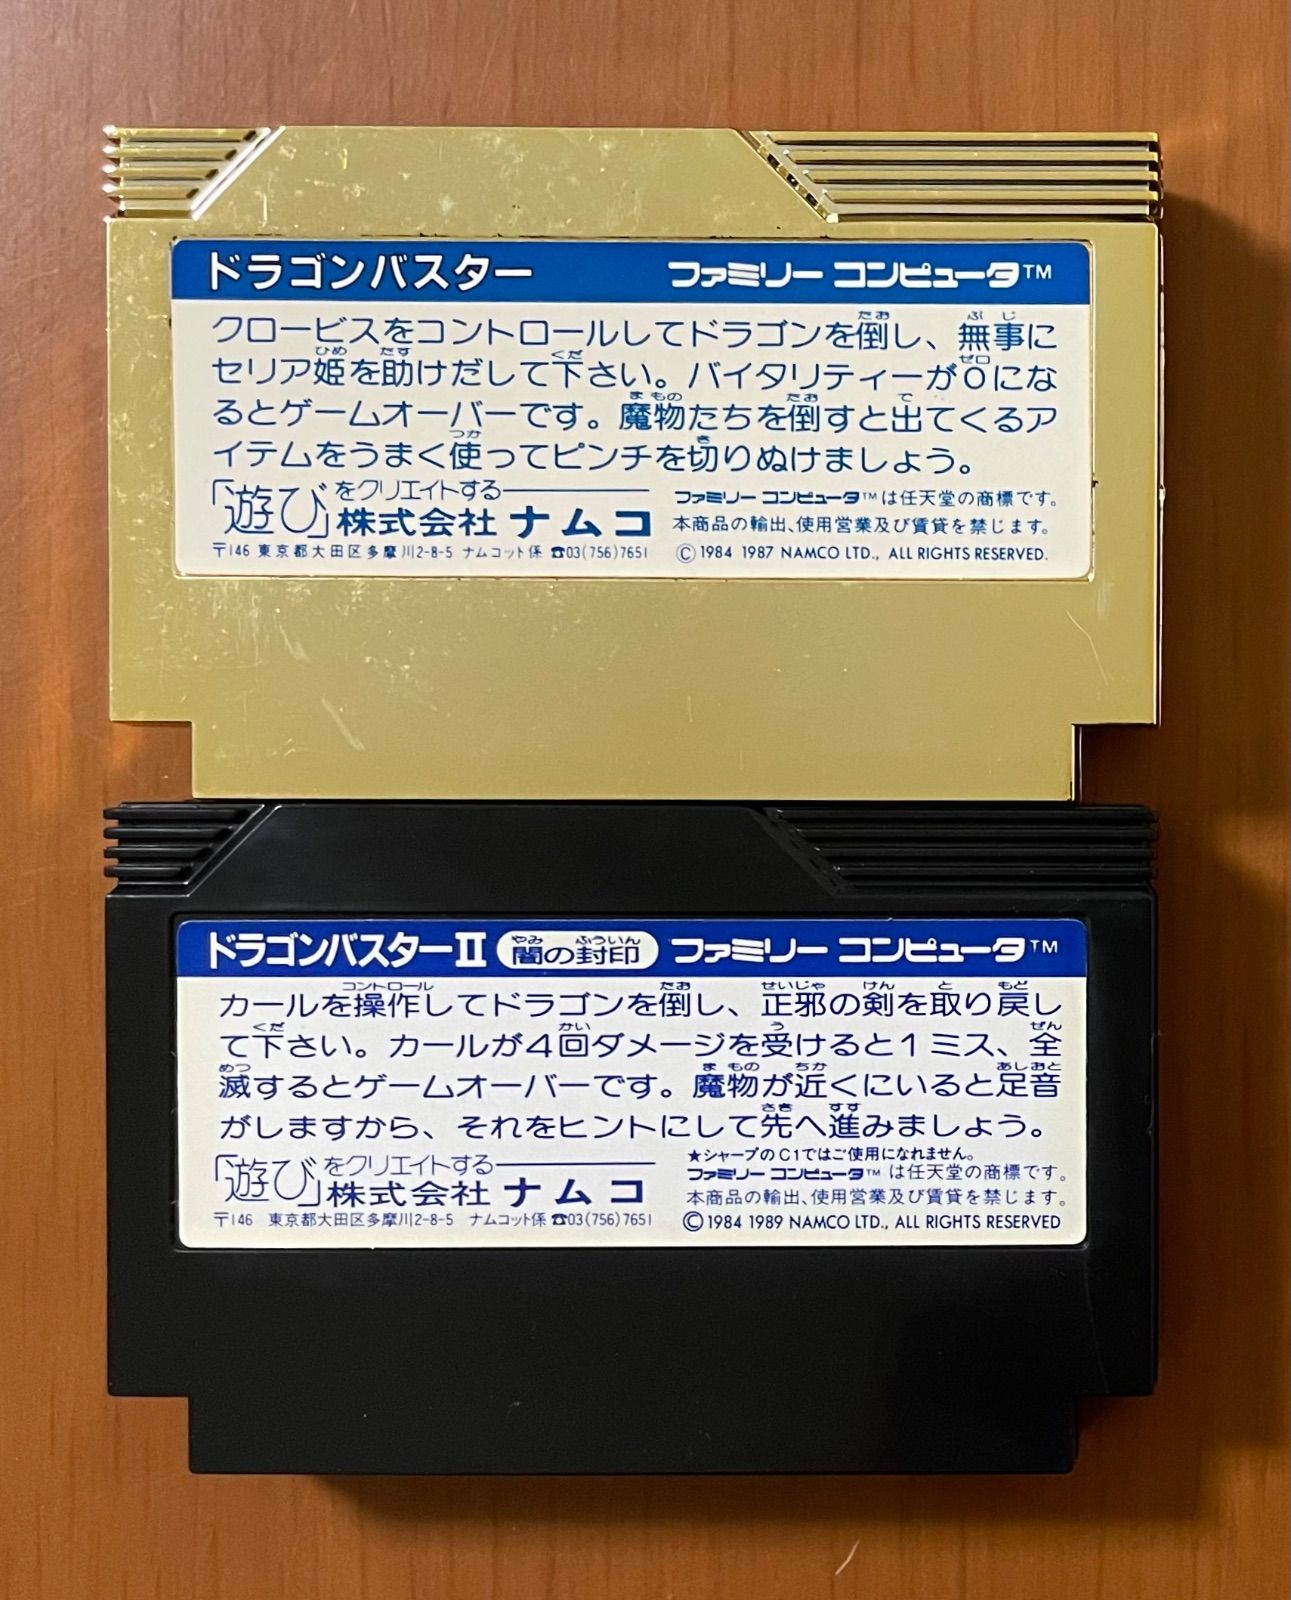 ドラゴンバスター ファミリー コンピュータ™
クロービスをコントロールしてドラゴンを倒し、無事に
セリア姫を助けだして下さい。バイタリティーが0にな
るとゲームオーバーです。魔物たちを倒すと出てくるア
イテムをうまく使ってピンチを切りぬけましょう。
「遊び」をクリエイトする
株式会社 ナムコ
〒146 東京都大田区多摩川2-8-5 ナムコット係 ☎03(756)7651
ファミリー コンピュータ™は任天堂の商標です。
本商品の輸出、使用営業及び賃貸を禁じます。
©1984 1987 NAMCO LTD., ALL RIGHTS RESERVED.
ドラゴンバスターII 闇の封印 ファミリー コンピュータ™
カールを操作してドラゴンを倒し、正邪の剣を取り戻し
て下さい。カールが4回ダメージを受けると1ミス、全
滅するとゲームオーバーです。魔物が近くにいると足音
がしますから、それをヒントにして先へ進みましょう。
「遊び」をクリエイトする
株式会社 ナムコ
〒146 東京都大田区多摩川2-8-5 ナムコット係 ☎03(756)7651
★シャープのC1ではご使用になれません。
ファミリー コンピュータ™は任天堂の商標です。
本商品の輸出、使用営業及び賃貸を禁じます。
©1984 1989 NAMCO LTD., ALL RIGHTS RESERVED